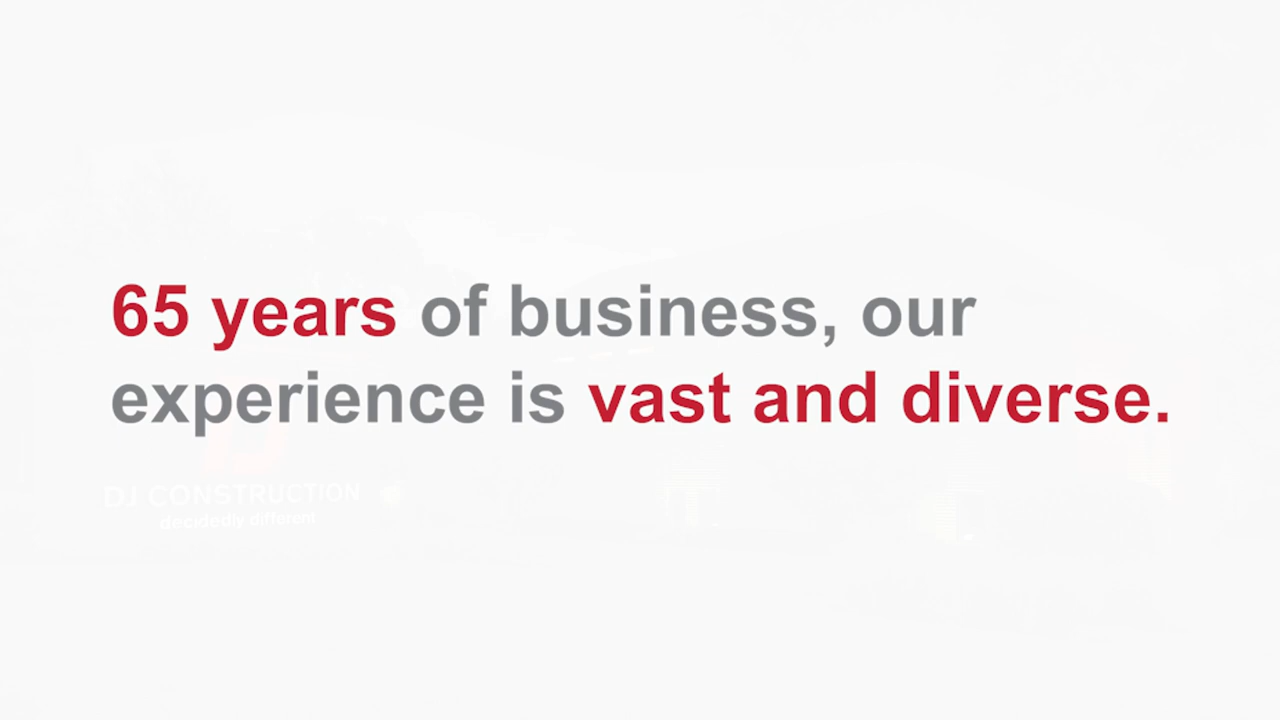 65 years of business, our
experience is vast and diverse.
DJ CONSTRUCTION
decidedly different